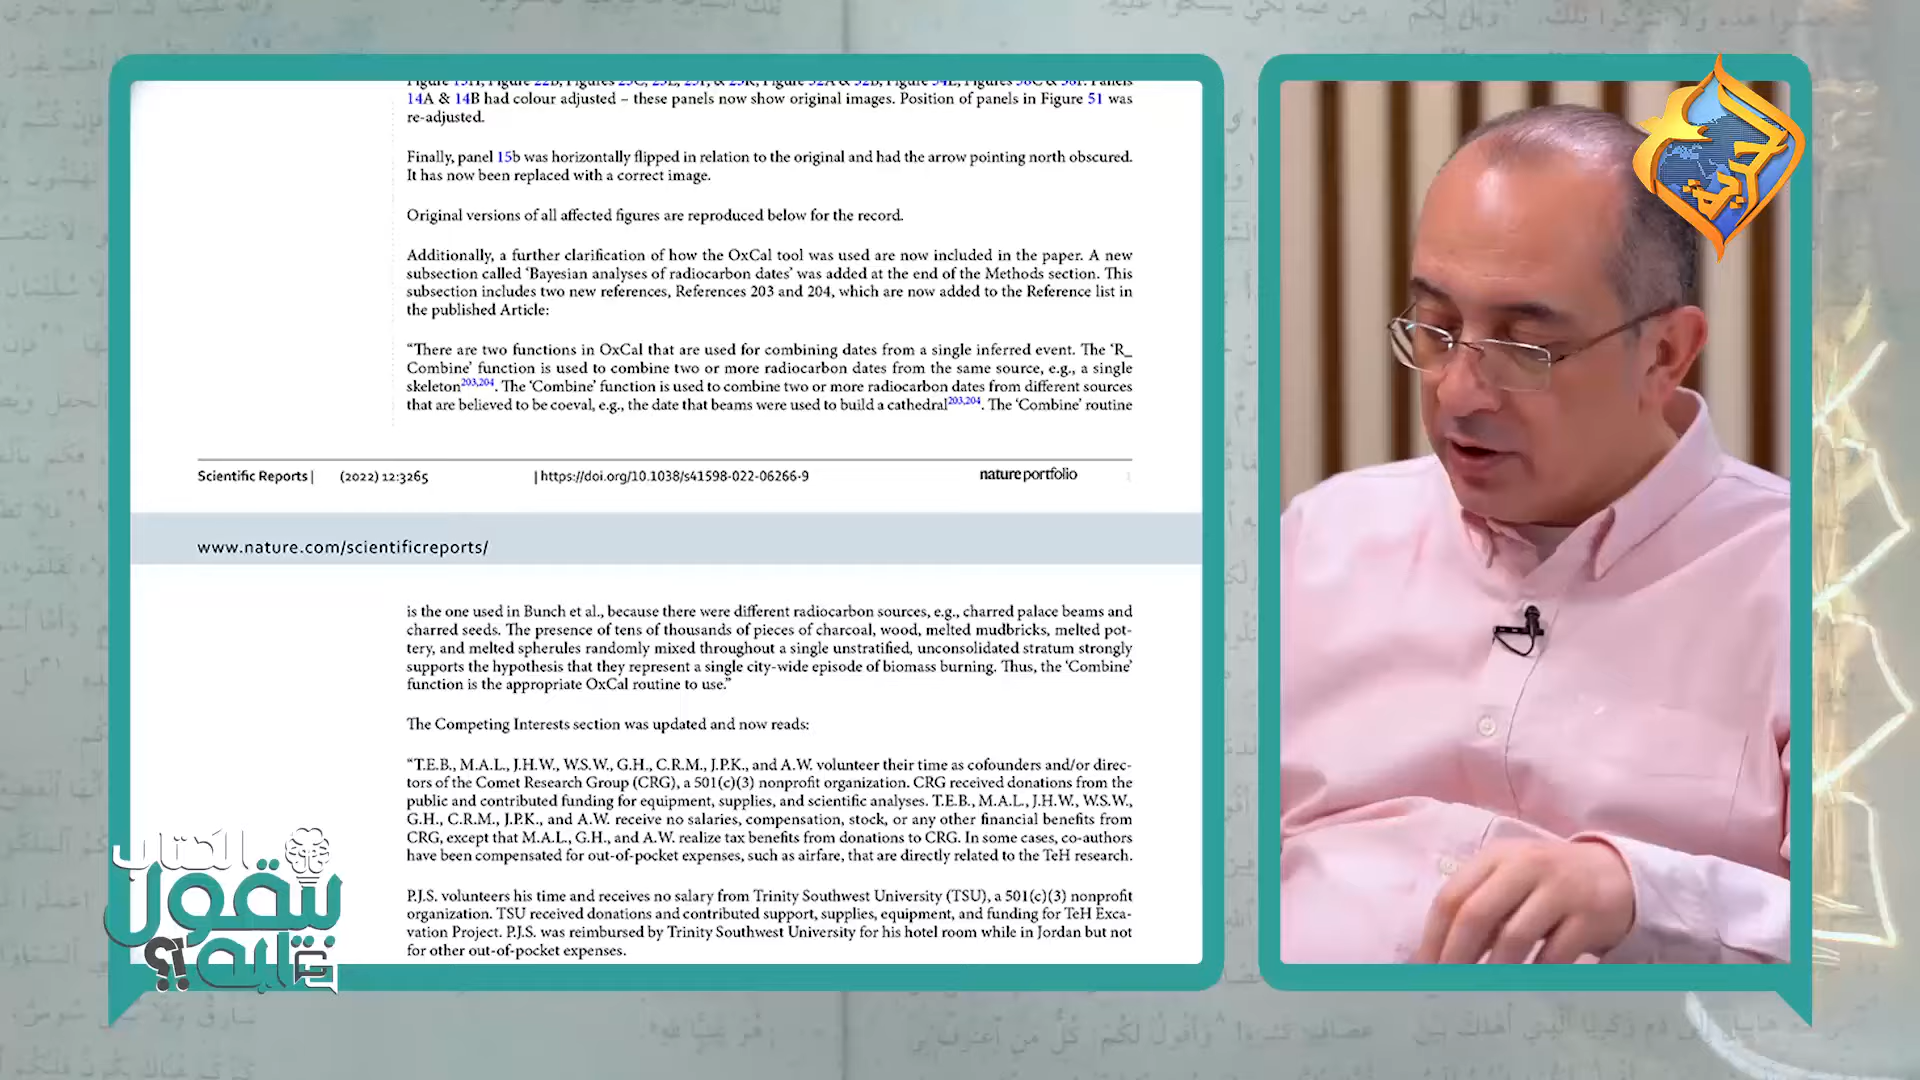 14A & 14B had colour adjusted – these panels now show original images. Position of panels in Figure 51 was
re-adjusted.
Finally, panel 15b was horizontally flipped in relation to the original and had the arrow pointing north obscured.
It has now been replaced with a correct image.
Original versions of all affected figures are reproduced below for the record.
Additionally, a further clarification of how the OxCal tool was used are now included in the paper. A new
subsection called ‘Bayesian analyses of radiocarbon dates’ was added at the end of the Methods section. This
subsection includes two new references, References 203 and 204, which are now added to the Reference list in
the published Article:
“There are two functions in OxCal that are used for combining dates from a single inferred event. The ‘R_
Combine’ function is used to combine two or more radiocarbon dates from the same source, e.g., a single
skeleton203,204. The ‘Combine’ function is used to combine two or more radiocarbon dates from different sources
that are believed to be coeval, e.g., the date that beams were used to build a cathedral203,204. The ‘Combine’ routine
Scientific Reports | (2022) 12:3265 | https://doi.org/10.1038/s41598-022-06266-9 natureportfolio 1
www.nature.com/scientificreports/
is the one used in Bunch et al., because there were different radiocarbon sources, e.g., charred palace beams and
charred seeds. The presence of tens of thousands of pieces of charcoal, wood, melted mudbricks, melted pot-
tery, and melted spherules randomly mixed throughout a single unstratified, unconsolidated stratum strongly
supports the hypothesis that they represent a single city-wide episode of biomass burning. Thus, the ‘Combine’
function is the appropriate OxCal routine to use.”
The Competing Interests section was updated and now reads:
“T.E.B., M.A.L., J.H.W., W.S.W., G.H., C.R.M., J.P.K., and A.W. volunteer their time as cofounders and/or direc-
tors of the Comet Research Group (CRG), a 501(c)(3) nonprofit organization. CRG received donations from the
public and contributed funding for equipment, supplies, and scientific analyses. T.E.B., M.A.L., J.H.W., W.S.W.,
G.H., C.R.M., J.P.K., and A.W. receive no salaries, compensation, stock, or any other financial benefits from
CRG, except that M.A.L., G.H., and A.W. realize tax benefits from donations to CRG. In some cases, co-authors
have been compensated for out-of-pocket expenses, such as airfare, that are directly related to the TeH research.
P.J.S. volunteers his time and receives no salary from Trinity Southwest University (TSU), a 501(c)(3) nonprofit
organization. TSU received donations and contributed support, supplies, equipment, and funding for TeH Exca-
vation Project. P.J.S. was reimbursed by Trinity Southwest University for his hotel room while in Jordan but not
for other out-of-pocket expenses.
الكتاب
بيقول
إيه؟!
الحرية